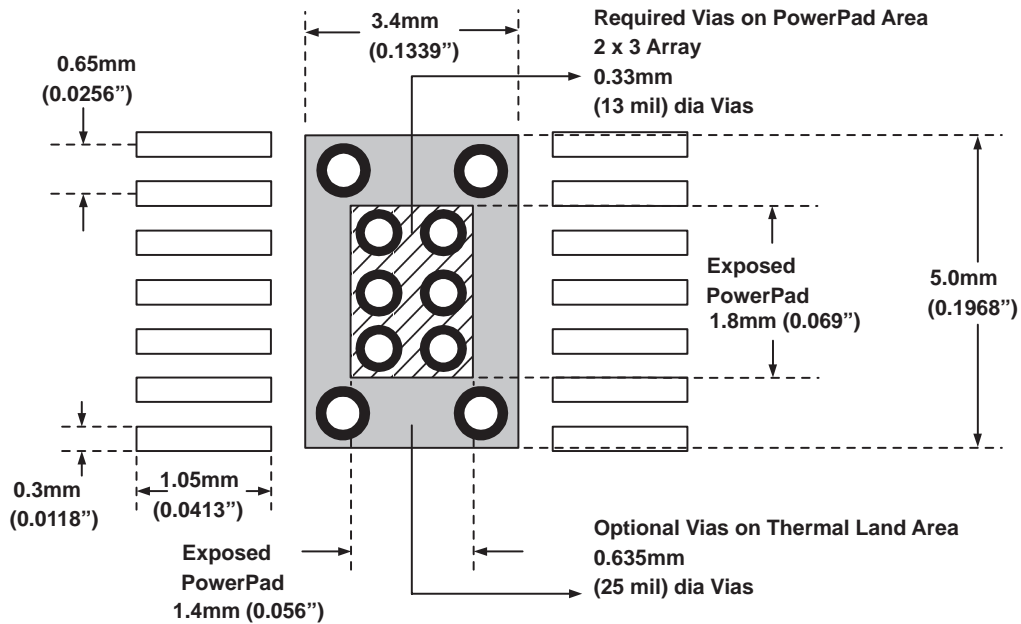 3.4mm
(0.1339”)
Required Vias on PowerPad Area
2 x 3 Array
0.33mm
(13 mil) dia Vias
0.65mm
(0.0256”)
Exposed
PowerPad
1.8mm (0.069”)
5.0mm
(0.1968”)
0.3mm
(0.0118”)
1.05mm
(0.0413”)
Exposed
PowerPad
1.4mm (0.056”)
Optional Vias on Thermal Land Area
0.635mm
(25 mil) dia Vias